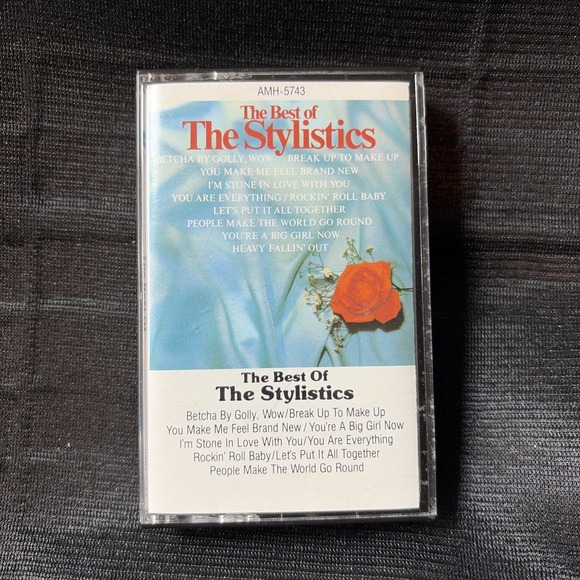 AMH-5743
The Best of
The Stylistics
BETCHA BY GOLLY, WOW BREAK UP TO MAKE UP
YOU MAKE ME FEEL BRAND NEW
I'M STONE IN LOVE WITH YOU
YOU ARE EVERYTHING/ROCKIN' ROLL BABY
LET'S PUT IT ALL TOGETHER
PEOPLE MAKE THE WORLD GO ROUND
YOU'RE A BIG GIRL NOW
HEAVY FALLIN' OUT
The Best Of
The Stylistics
Betcha By Golly, Wow/Break Up To Make Up
You Make Me Feel Brand New/You're A Big Girl Now
I'm Stone In Love With You/You Are Everything
Rockin' Roll Baby/Let's Put It All Together
People Make The World Go Round